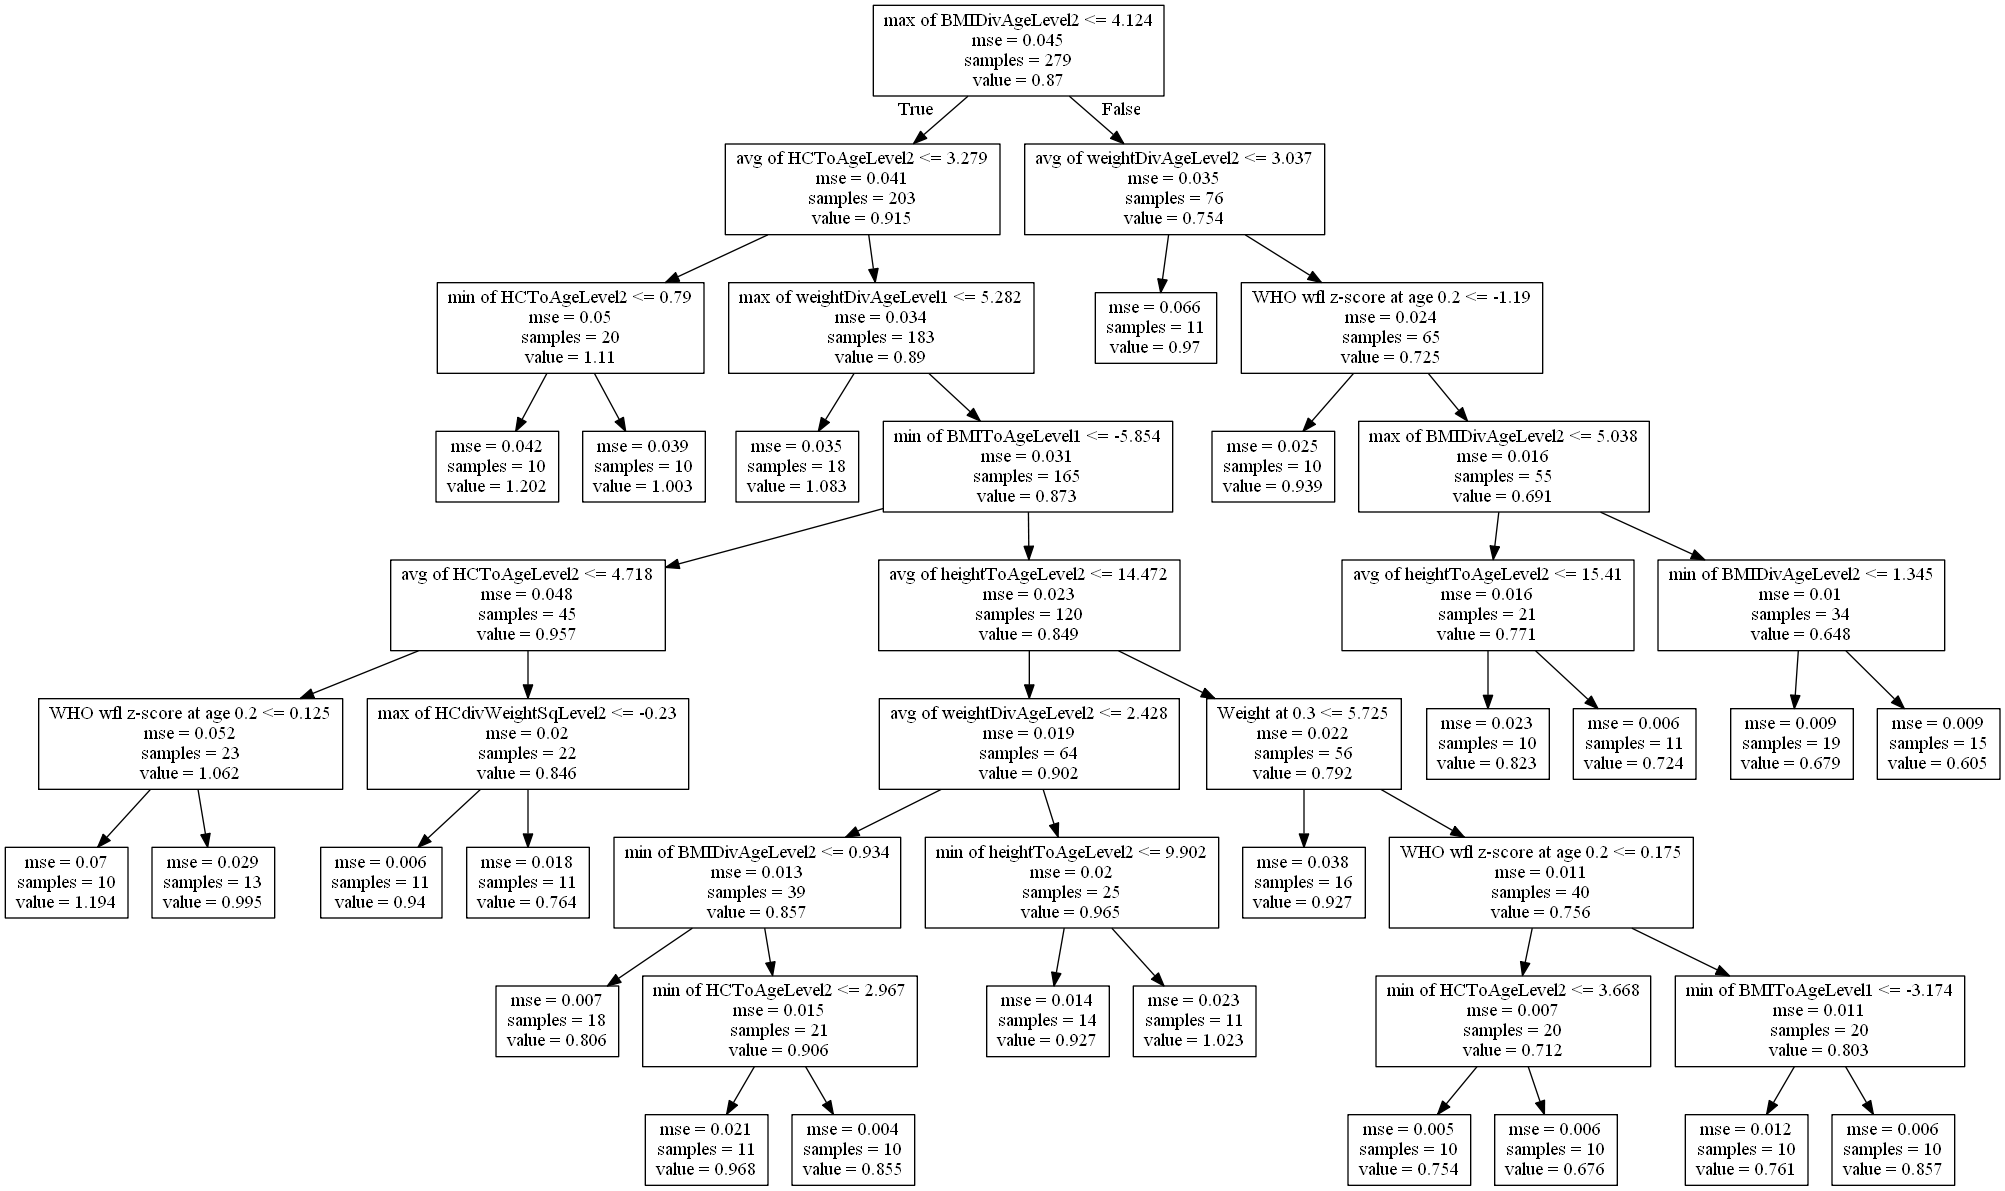 max of BMIDivAgeLevel2 <= 4.124
mse = 0.045
samples = 279
value = 0.87
True
False
avg of HCToAgeLevel2 <= 3.279
mse = 0.041
samples = 203
value = 0.915
avg of weightDivAgeLevel2 <= 3.037
mse = 0.035
samples = 76
value = 0.754
min of HCToAgeLevel2 <= 0.79
mse = 0.05
samples = 20
value = 1.11
max of weightDivAgeLevel1 <= 5.282
mse = 0.034
samples = 183
value = 0.89
mse = 0.066
samples = 11
value = 0.97
WHO wfl z-score at age 0.2 <= -1.19
mse = 0.024
samples = 65
value = 0.725
mse = 0.042
samples = 10
value = 1.202
mse = 0.039
samples = 10
value = 1.003
mse = 0.035
samples = 18
value = 1.083
min of BMIToAgeLevel1 <= -5.854
mse = 0.031
samples = 165
value = 0.873
mse = 0.025
samples = 10
value = 0.939
max of BMIDivAgeLevel2 <= 5.038
mse = 0.016
samples = 55
value = 0.691
avg of HCToAgeLevel2 <= 4.718
mse = 0.048
samples = 45
value = 0.957
avg of heightToAgeLevel2 <= 14.472
mse = 0.023
samples = 120
value = 0.849
avg of heightToAgeLevel2 <= 15.41
mse = 0.016
samples = 21
value = 0.771
min of BMIDivAgeLevel2 <= 1.345
mse = 0.01
samples = 34
value = 0.648
WHO wfl z-score at age 0.2 <= 0.125
mse = 0.052
samples = 23
value = 1.062
max of HCdivWeightSqLevel2 <= -0.23
mse = 0.02
samples = 22
value = 0.846
avg of weightDivAgeLevel2 <= 2.428
mse = 0.019
samples = 64
value = 0.902
Weight at 0.3 <= 5.725
mse = 0.022
samples = 56
value = 0.792
mse = 0.023
samples = 10
value = 0.823
mse = 0.006
samples = 11
value = 0.724
mse = 0.009
samples = 19
value = 0.679
mse = 0.009
samples = 15
value = 0.605
mse = 0.07
samples = 10
value = 1.194
mse = 0.029
samples = 13
value = 0.995
mse = 0.006
samples = 11
value = 0.94
mse = 0.018
samples = 11
value = 0.764
min of BMIDivAgeLevel2 <= 0.934
mse = 0.013
samples = 39
value = 0.857
min of heightToAgeLevel2 <= 9.902
mse = 0.02
samples = 25
value = 0.965
mse = 0.038
samples = 16
value = 0.927
WHO wfl z-score at age 0.2 <= 0.175
mse = 0.011
samples = 40
value = 0.756
mse = 0.007
samples = 18
value = 0.806
min of HCToAgeLevel2 <= 2.967
mse = 0.015
samples = 21
value = 0.906
mse = 0.014
samples = 14
value = 0.927
mse = 0.023
samples = 11
value = 1.023
min of HCToAgeLevel2 <= 3.668
mse = 0.007
samples = 20
value = 0.712
min of BMIToAgeLevel1 <= -3.174
mse = 0.011
samples = 20
value = 0.803
mse = 0.021
samples = 11
value = 0.968
mse = 0.004
samples = 10
value = 0.855
mse = 0.005
samples = 10
value = 0.754
mse = 0.006
samples = 10
value = 0.676
mse = 0.012
samples = 10
value = 0.761
mse = 0.006
samples = 10
value = 0.857